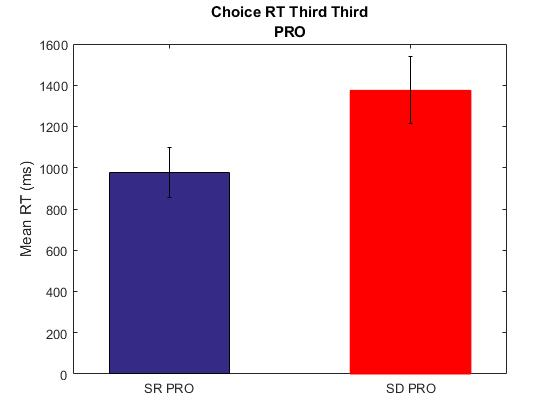 Choice RT Third Third
PRO
Mean RT (ms)
1600
1400
1200
1000
800
600
400
200
0
SR PRO
SD PRO